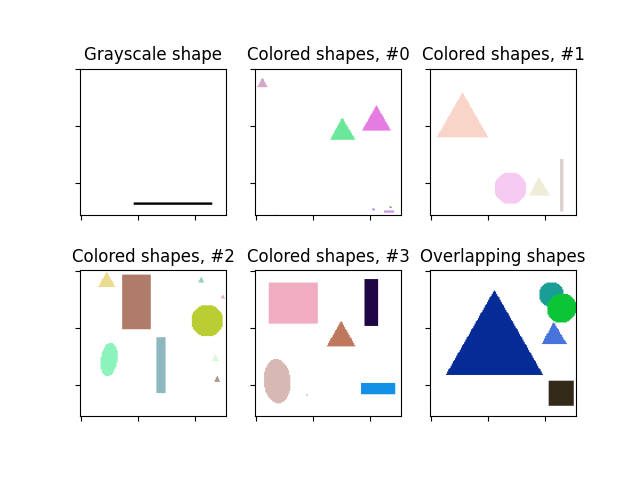 Grayscale shape
Colored shapes, #0
Colored shapes, #1
Colored shapes, #2
Colored shapes, #3
Overlapping shapes